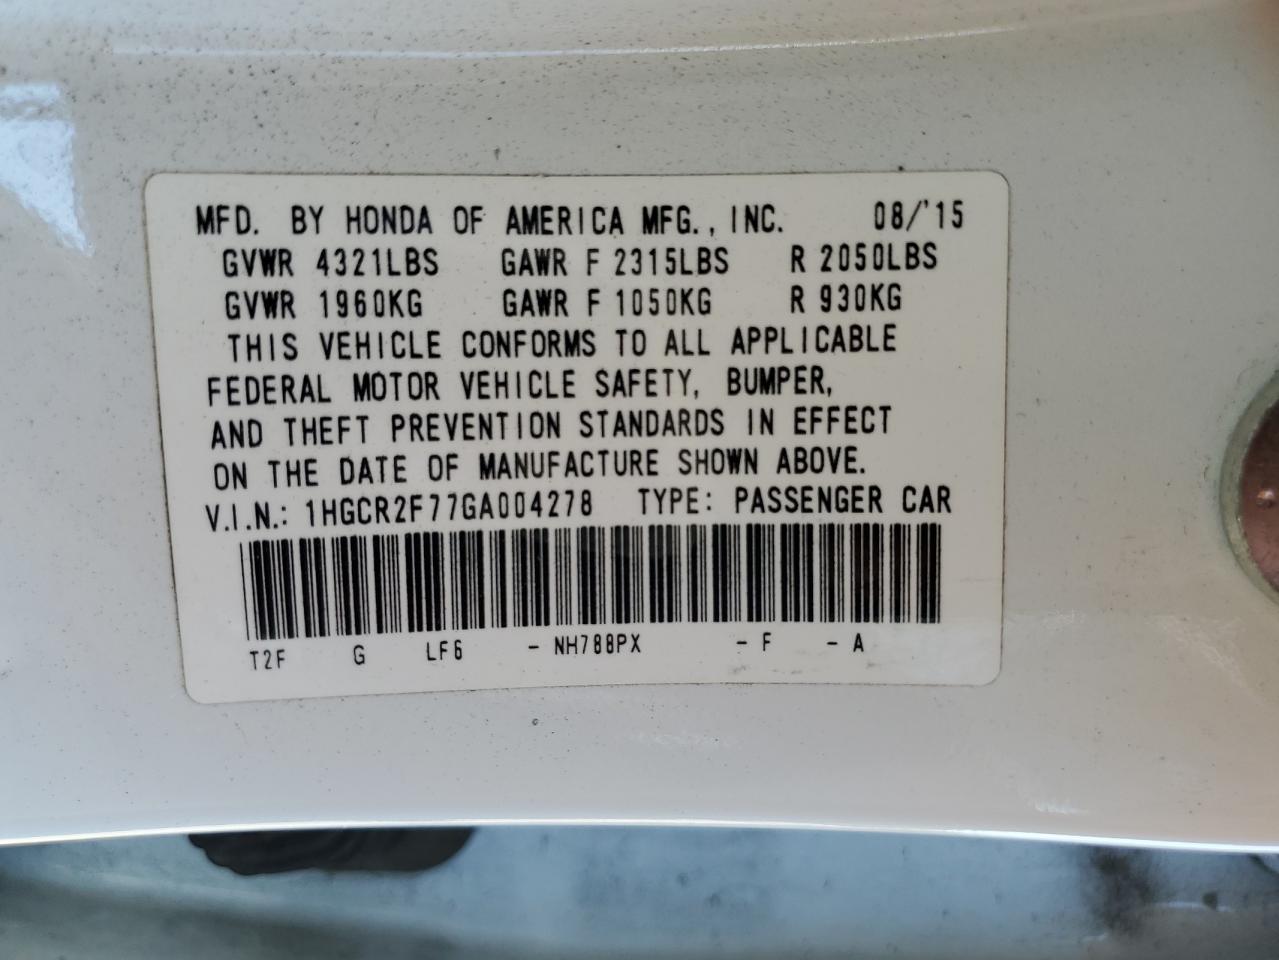 MFD. BY HONDA OF AMERICA MFG., INC. 08/'15
GVWR 4321LBS GAWR F 2315LBS R 2050LBS
GVWR 1960KG GAWR F 1050KG R 930KG
THIS VEHICLE CONFORMS TO ALL APPLICABLE
FEDERAL MOTOR VEHICLE SAFETY, BUMPER,
AND THEFT PREVENTION STANDARDS IN EFFECT
ON THE DATE OF MANUFACTURE SHOWN ABOVE.
V.I.N.: 1HGCR2F77GA004278 TYPE: PASSENGER CAR
T2F G LF6 - NH788PX - F - A